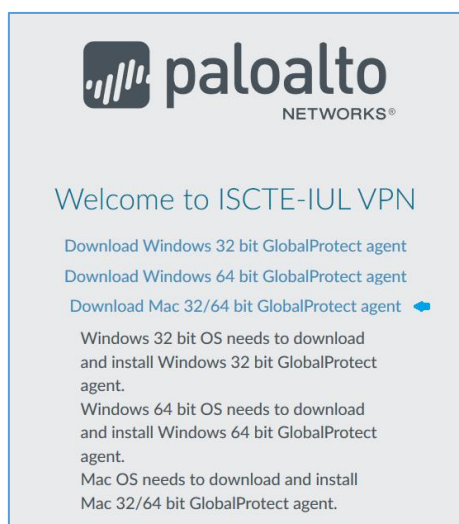 paloalto
NETWORKS®
Welcome to ISCTE-IUL VPN
Download Windows 32 bit GlobalProtect agent
Download Windows 64 bit GlobalProtect agent
Download Mac 32/64 bit GlobalProtect agent
Windows 32 bit OS needs to download
and install Windows 32 bit GlobalProtect
agent.
Windows 64 bit OS needs to download
and install Windows 64 bit GlobalProtect
agent.
Mac OS needs to download and install
Mac 32/64 bit GlobalProtect agent.